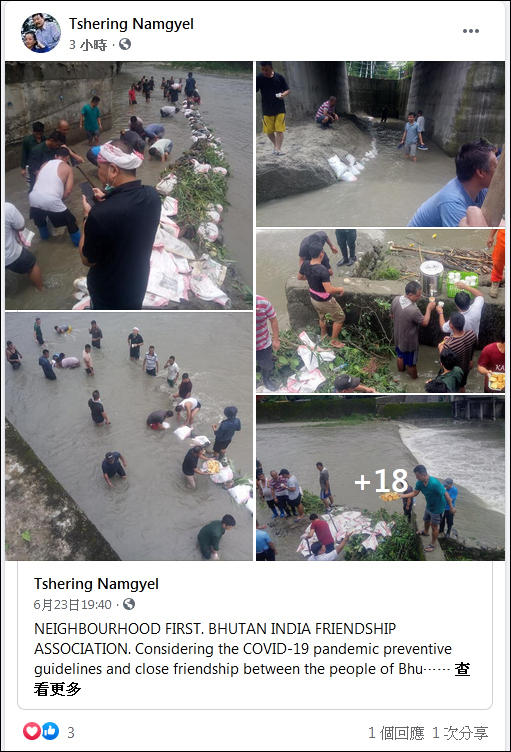 Tshering Namgyel
3 小時 ·
+18
Tshering Namgyel
6月23日19:40 ·
NEIGHBOURHOOD FIRST. BHUTAN INDIA FRIENDSHIP
ASSOCIATION. Considering the COVID-19 pandemic preventive
guidelines and close friendship between the people of Bhu⋯⋯ 查
看更多
3
1 個回應 1 次分享